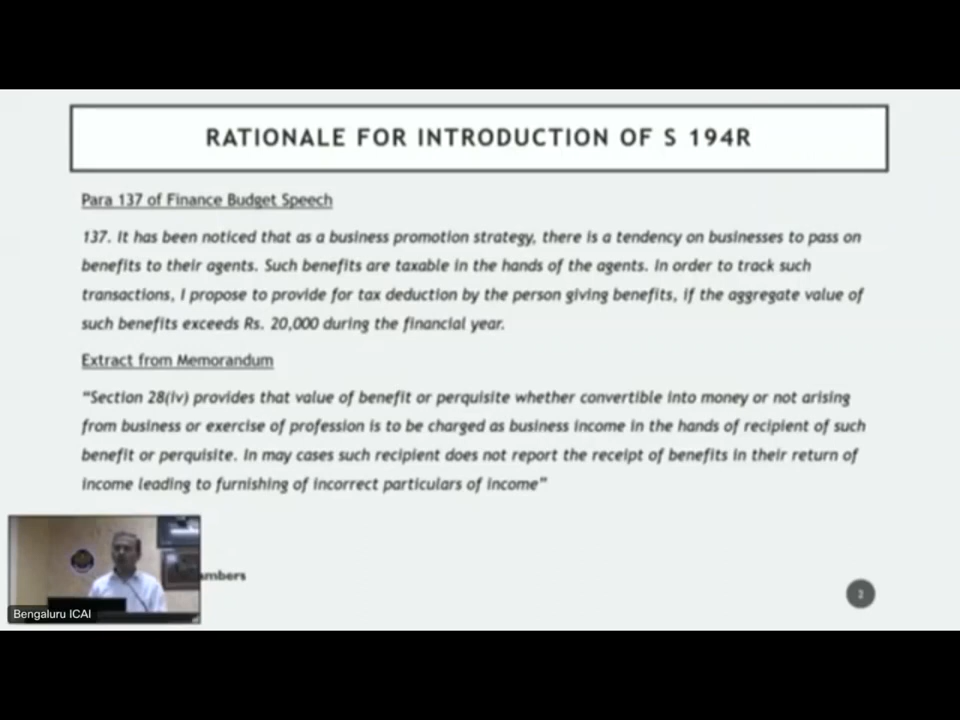 RATIONALE FOR INTRODUCTION OF S 194R
Para 137 of Finance Budget Speech
137. It has been noticed that as a business promotion strategy, there is a tendency on businesses to pass on
benefits to their agents. Such benefits are taxable in the hands of the agents. In order to track such
transactions, I propose to provide for tax deduction by the person giving benefits, if the aggregate value of
such benefits exceeds Rs. 20,000 during the financial year.
Extract from Memorandum
“Section 28(iv) provides that value of benefit or perquisite whether convertible into money or not arising
from business or exercise of profession is to be charged as business income in the hands of recipient of such
benefit or perquisite. In may cases such recipient does not report the receipt of benefits in their return of
income leading to furnishing of incorrect particulars of income”
ambers
Bengaluru ICAI
2